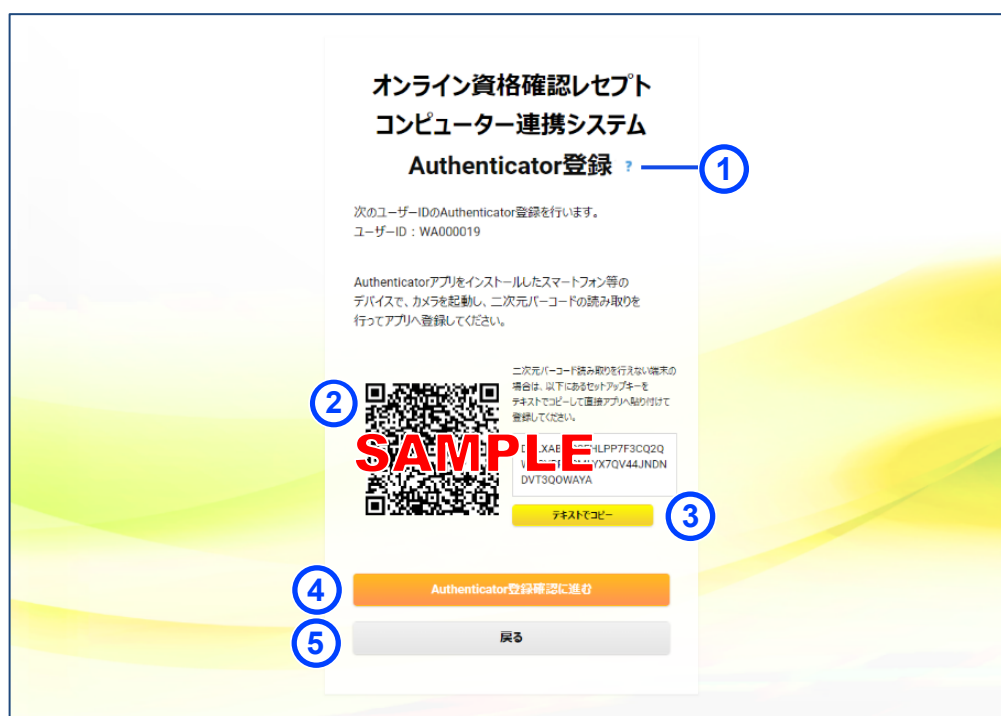 オンライン資格確認レセプト
コンピューター連携システム
Authenticator登録 ?
1
次のユーザーIDのAuthenticator登録を行います。
ユーザーID：WA000019
Authenticatorアプリをインストールしたスマートフォン等の
デバイスで、カメラを起動し、二次元バーコードの読み取りを
行ってアプリへ登録してください。
2
二次元バーコード読み取りを行えない端末の
場合は、以下にあるセットアップキーを
テキストでコピーして直接アプリへ貼り付けて
登録してください。
SAMPLE
HLPP7F3CQ2Q
YX7QV44JNDN
DVT3QOWAYA
テキストでコピー
3
4
Authenticator登録確認に進む
5
戻る